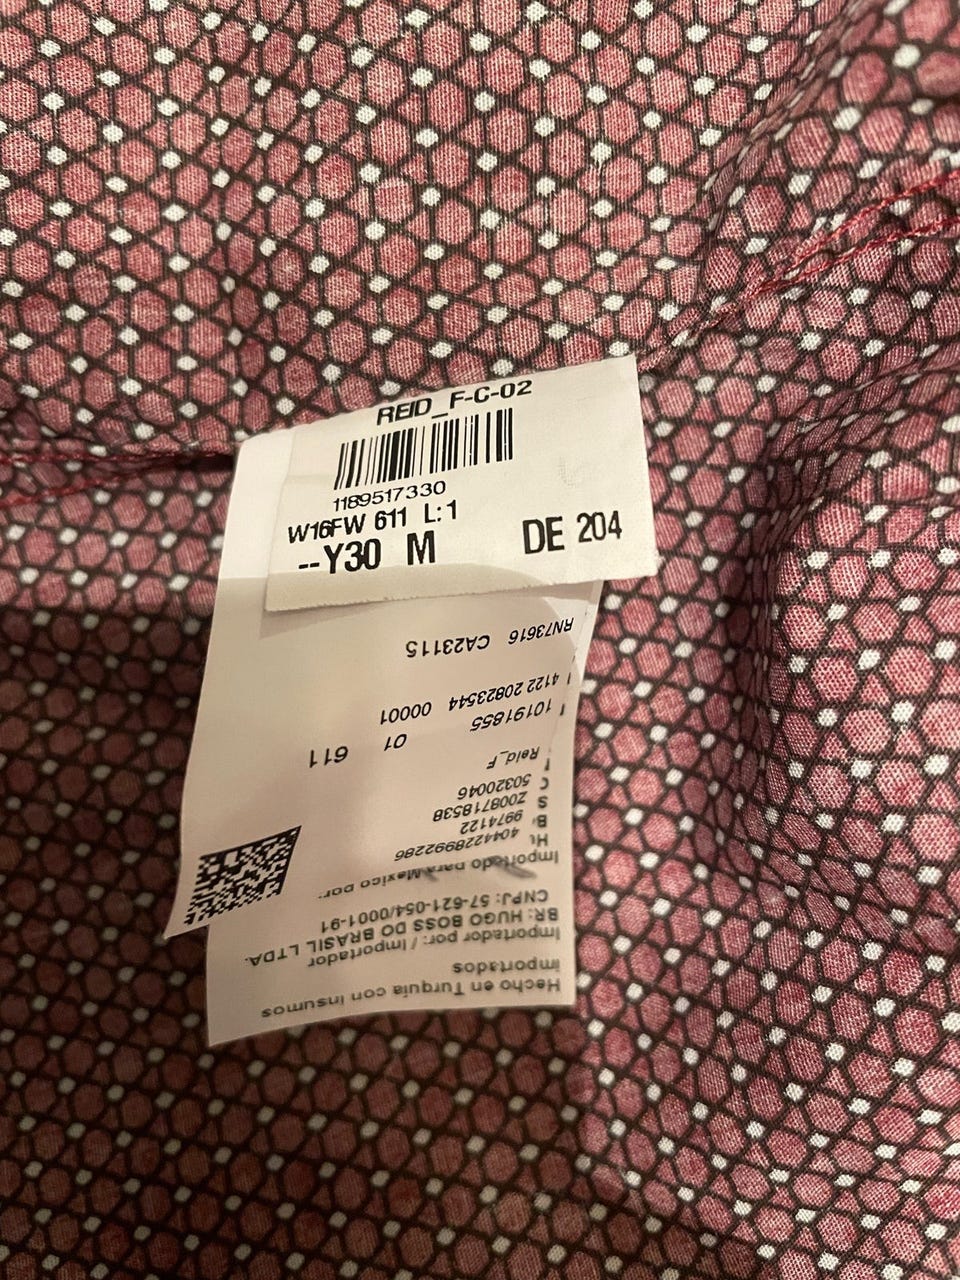 REID_F-C-02
1189517330
W16FW 611 L:1
--Y30 M DE 204
Hecho en Turquia con insumos
importados
Importador por: / Importador
BR: HUGO BOSS DO BRASIL LTDA.
CNPJ: 57-621-054/0001-91
Importado para Mexico por:
4044228992286
9974122
Z008718538
50320046
Reid_F
10191855 01 611
4122 20823544 00001
RN73616 CA23115